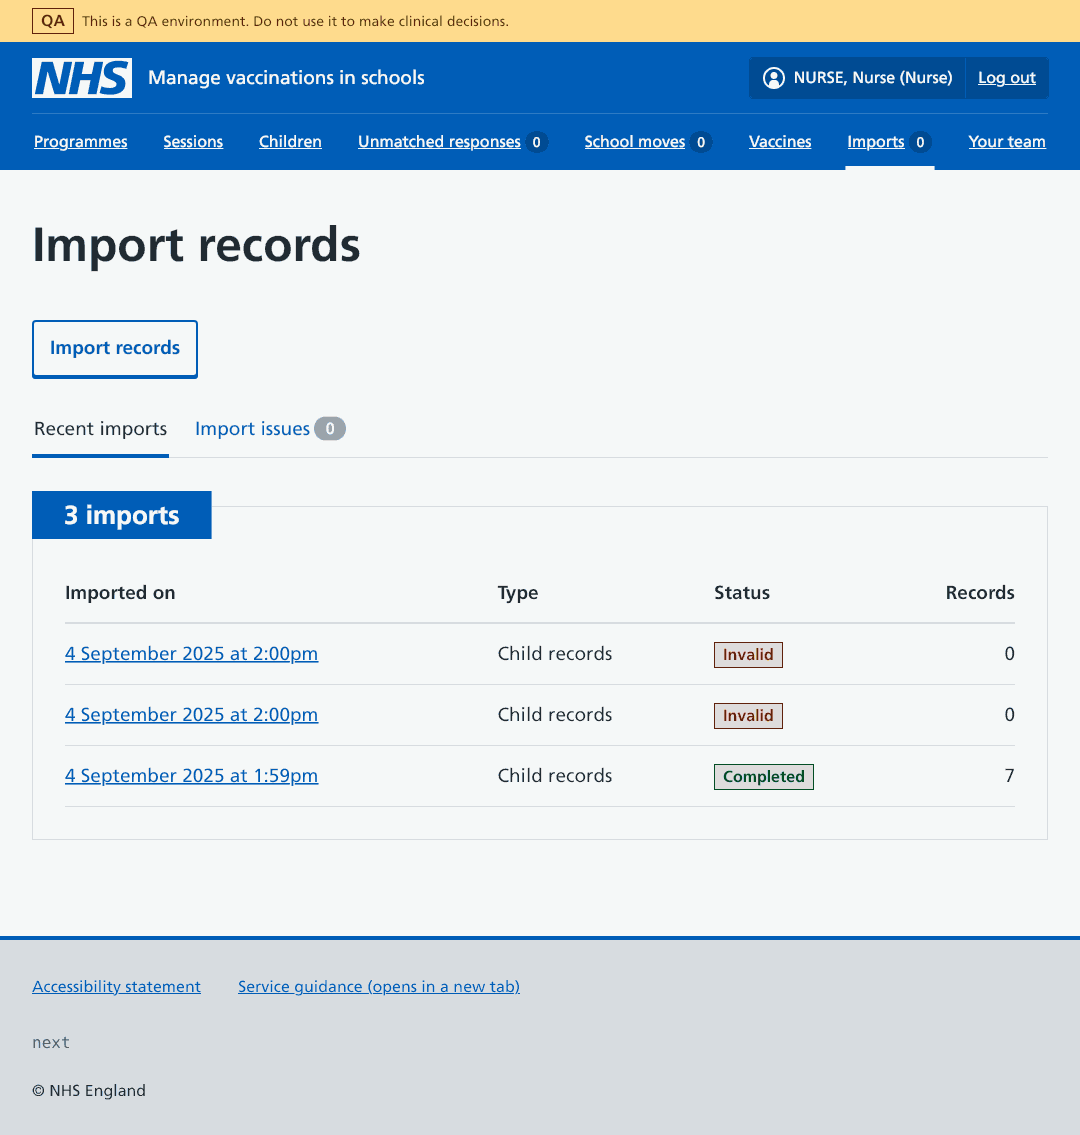 QA This is a QA environment. Do not use it to make clinical decisions.
NHS Manage vaccinations in schools NURSE, Nurse (Nurse) Log out
Programmes Sessions Children Unmatched responses 0 School moves 0 Vaccines Imports 0 Your team
Import records
Import records
Recent imports Import issues 0
3 imports
Imported on Type Status Records
4 September 2025 at 2:00pm Child records Invalid 0
4 September 2025 at 2:00pm Child records Invalid 0
4 September 2025 at 1:59pm Child records Completed 7
Accessibility statement Service guidance (opens in a new tab)
next
© NHS England